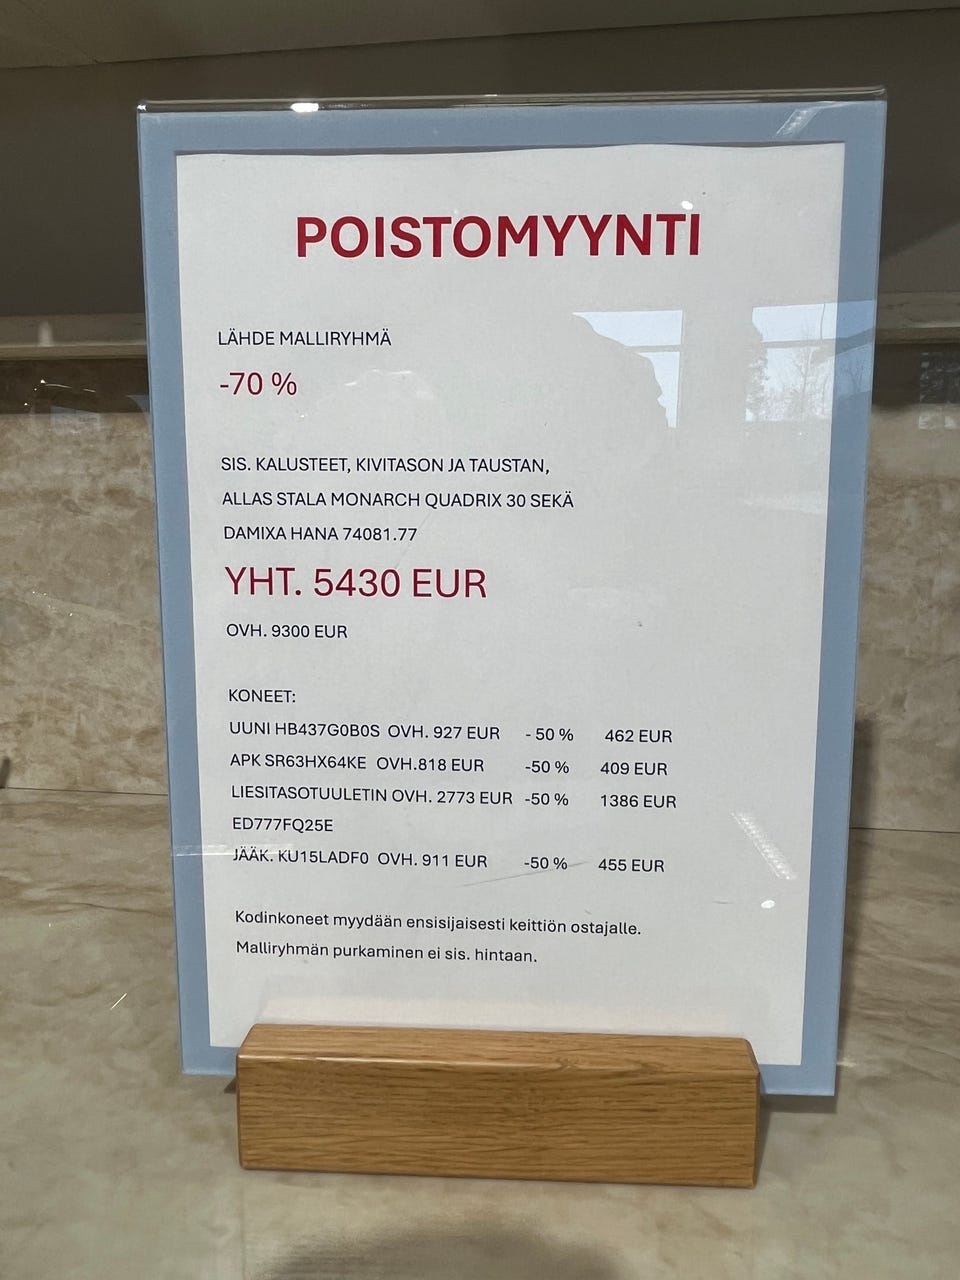 POISTOMYYNTI
LÄHDE MALLIRYHMÄ
-70 %
SIS. KALUSTEET, KIVITASON JA TAUSTAN,
ALLAS STALA MONARCH QUADRIX 30 SEKÄ
DAMIXA HANA 74081.77
YHT. 5430 EUR
OVH. 9300 EUR
KONEET:
UUNI HB437G0B0S OVH. 927 EUR - 50 % 462 EUR
APK SR63HX64KE OVH.818 EUR -50 % 409 EUR
LIESITASOTUULETIN OVH. 2773 EUR -50 % 1386 EUR
ED777FQ25E
JÄÄK. KU15LADF0 OVH. 911 EUR -50 % 455 EUR
Kodinkoneet myydään ensisijaisesti keittiön ostajalle.
Malliryhmän purkaminen ei sis. hintaan.